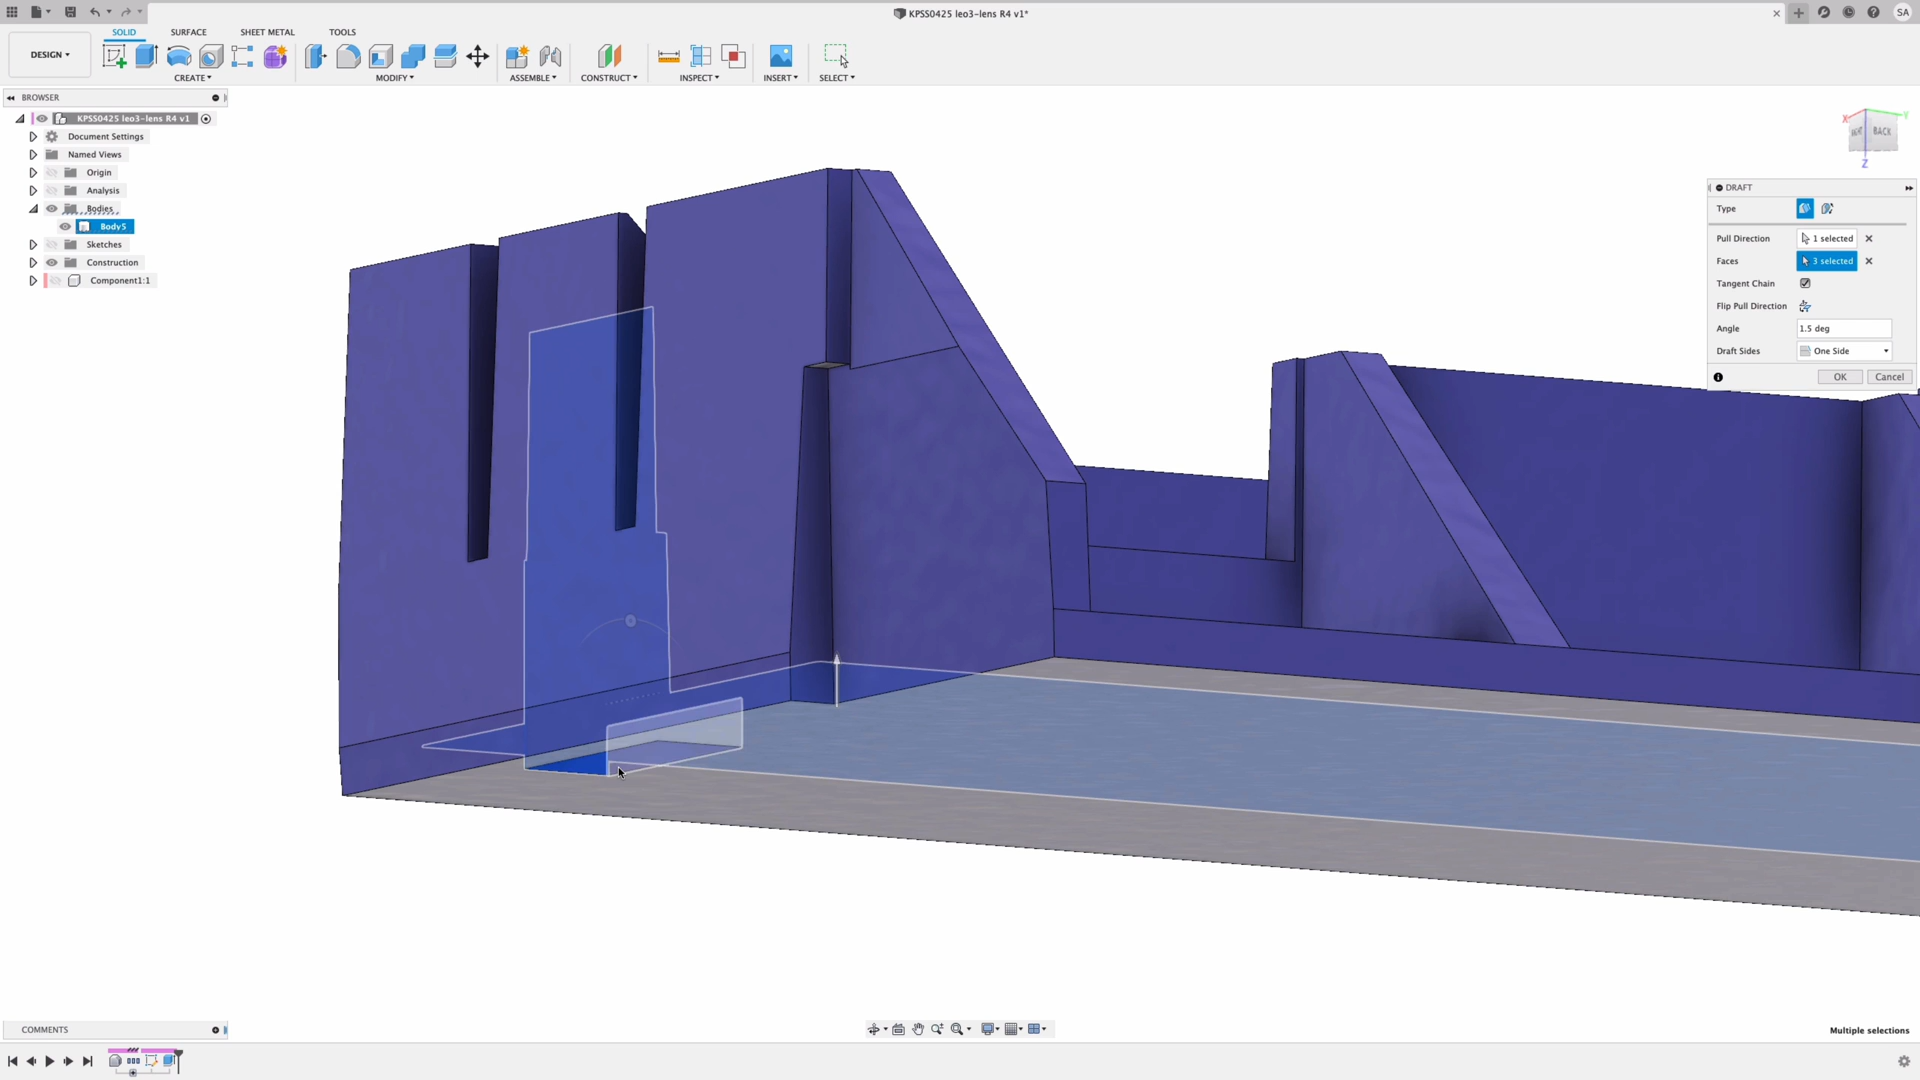 KPSS0425 leo3-lens R4 v1*
SA
DESIGN
SOLID
SURFACE
SHEET METAL
TOOLS
CREATE
MODIFY
ASSEMBLE
CONSTRUCT
INSPECT
INSERT
SELECT
BROWSER
KPSS0425 leo3-lens R4 v1
Document Settings
Named Views
Origin
Analysis
Bodies
Body5
Sketches
Construction
Component1:1
X
Y
BACK
Z
DRAFT
Type
Pull Direction
1 selected
Faces
3 selected
Tangent Chain
Flip Pull Direction
Angle
1.5 deg
Draft Sides
One Side
OK
Cancel
COMMENTS
Multiple selections